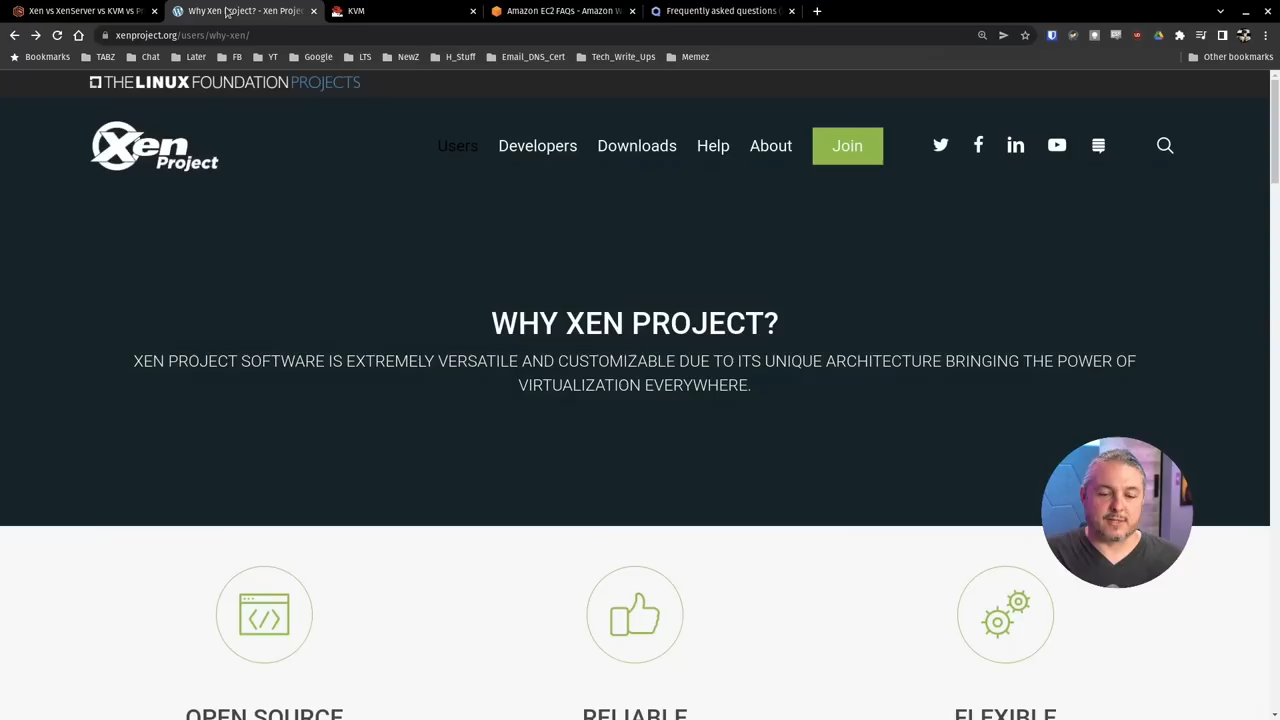 Xen vs XenServer vs KVM vs Pr
Why Xen Project? - Xen Projec
KVM
Amazon EC2 FAQs - Amazon W
Frequently asked questions (
xenproject.org/users/why-xen/
Bookmarks
TABZ
Chat
Later
FB
YT
Google
LTS
NewZ
H_Stuff
Email_DNS_Cert
Tech_Write_Ups
Memez
Other bookmarks
THE LINUX FOUNDATION PROJECTS
Xen Project
Users
Developers
Downloads
Help
About
Join
WHY XEN PROJECT?
XEN PROJECT SOFTWARE IS EXTREMELY VERSATILE AND CUSTOMIZABLE DUE TO ITS UNIQUE ARCHITECTURE BRINGING THE POWER OF
VIRTUALIZATION EVERYWHERE.
OPEN SOURCE
RELIABLE
FLEXIBLE